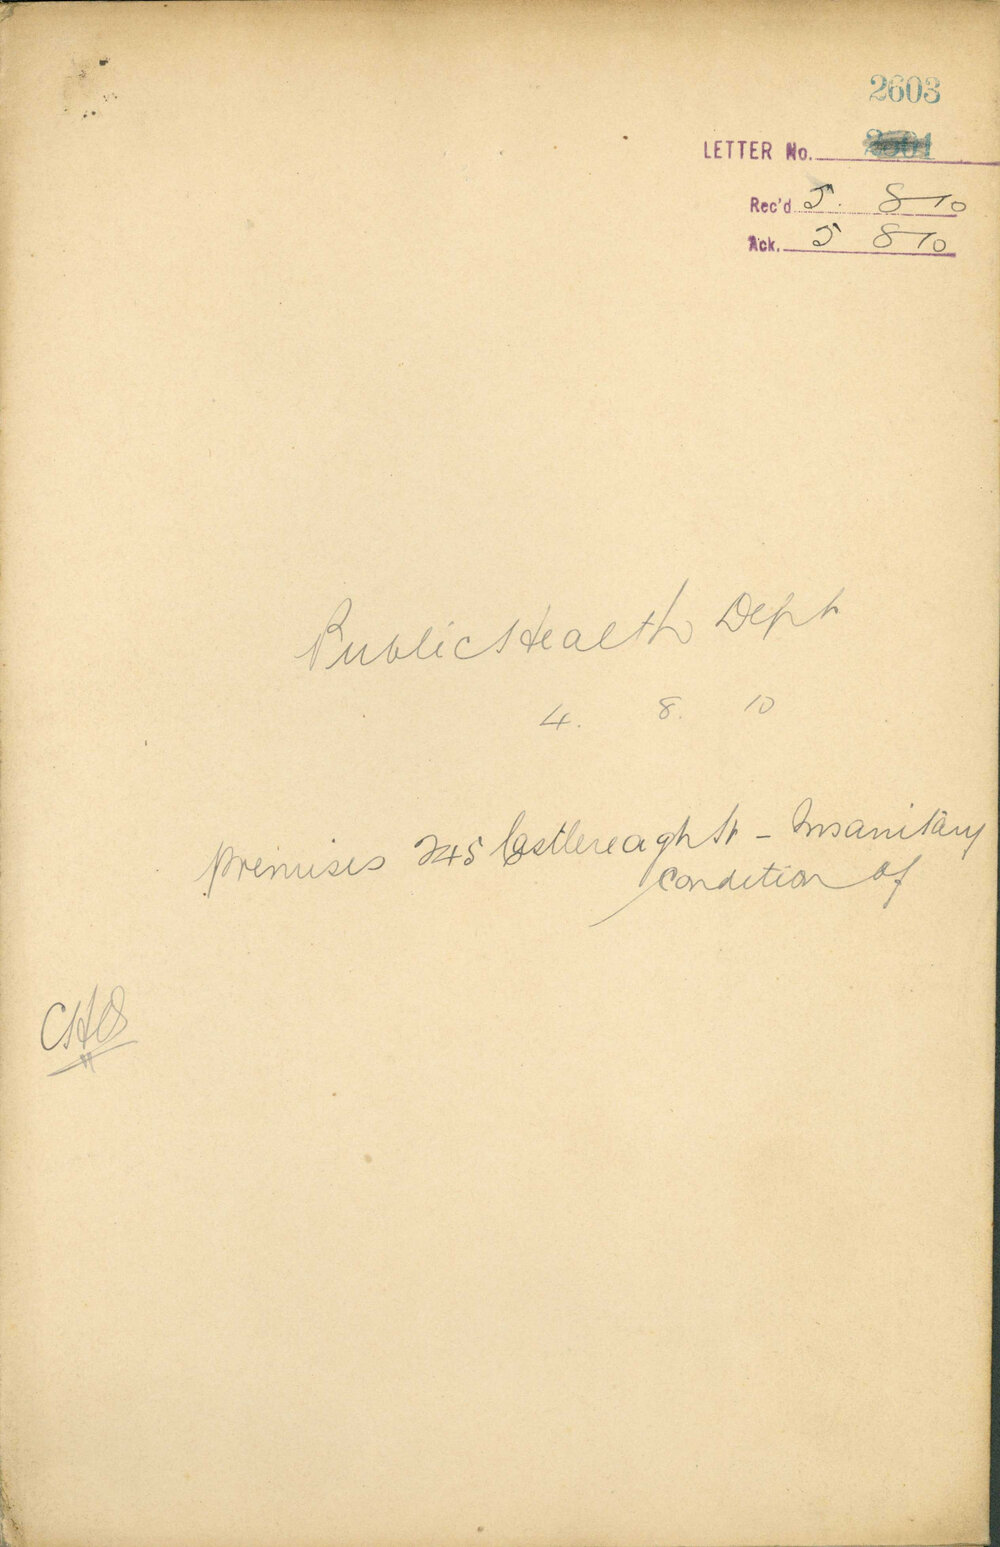 2603
LETTER No.
Rec'd 5. 8 10
Ack. 5 8 10
Public Health Dept
4. 8. 10
Premises 245 Castlereagh St - Insanitary
Condition of